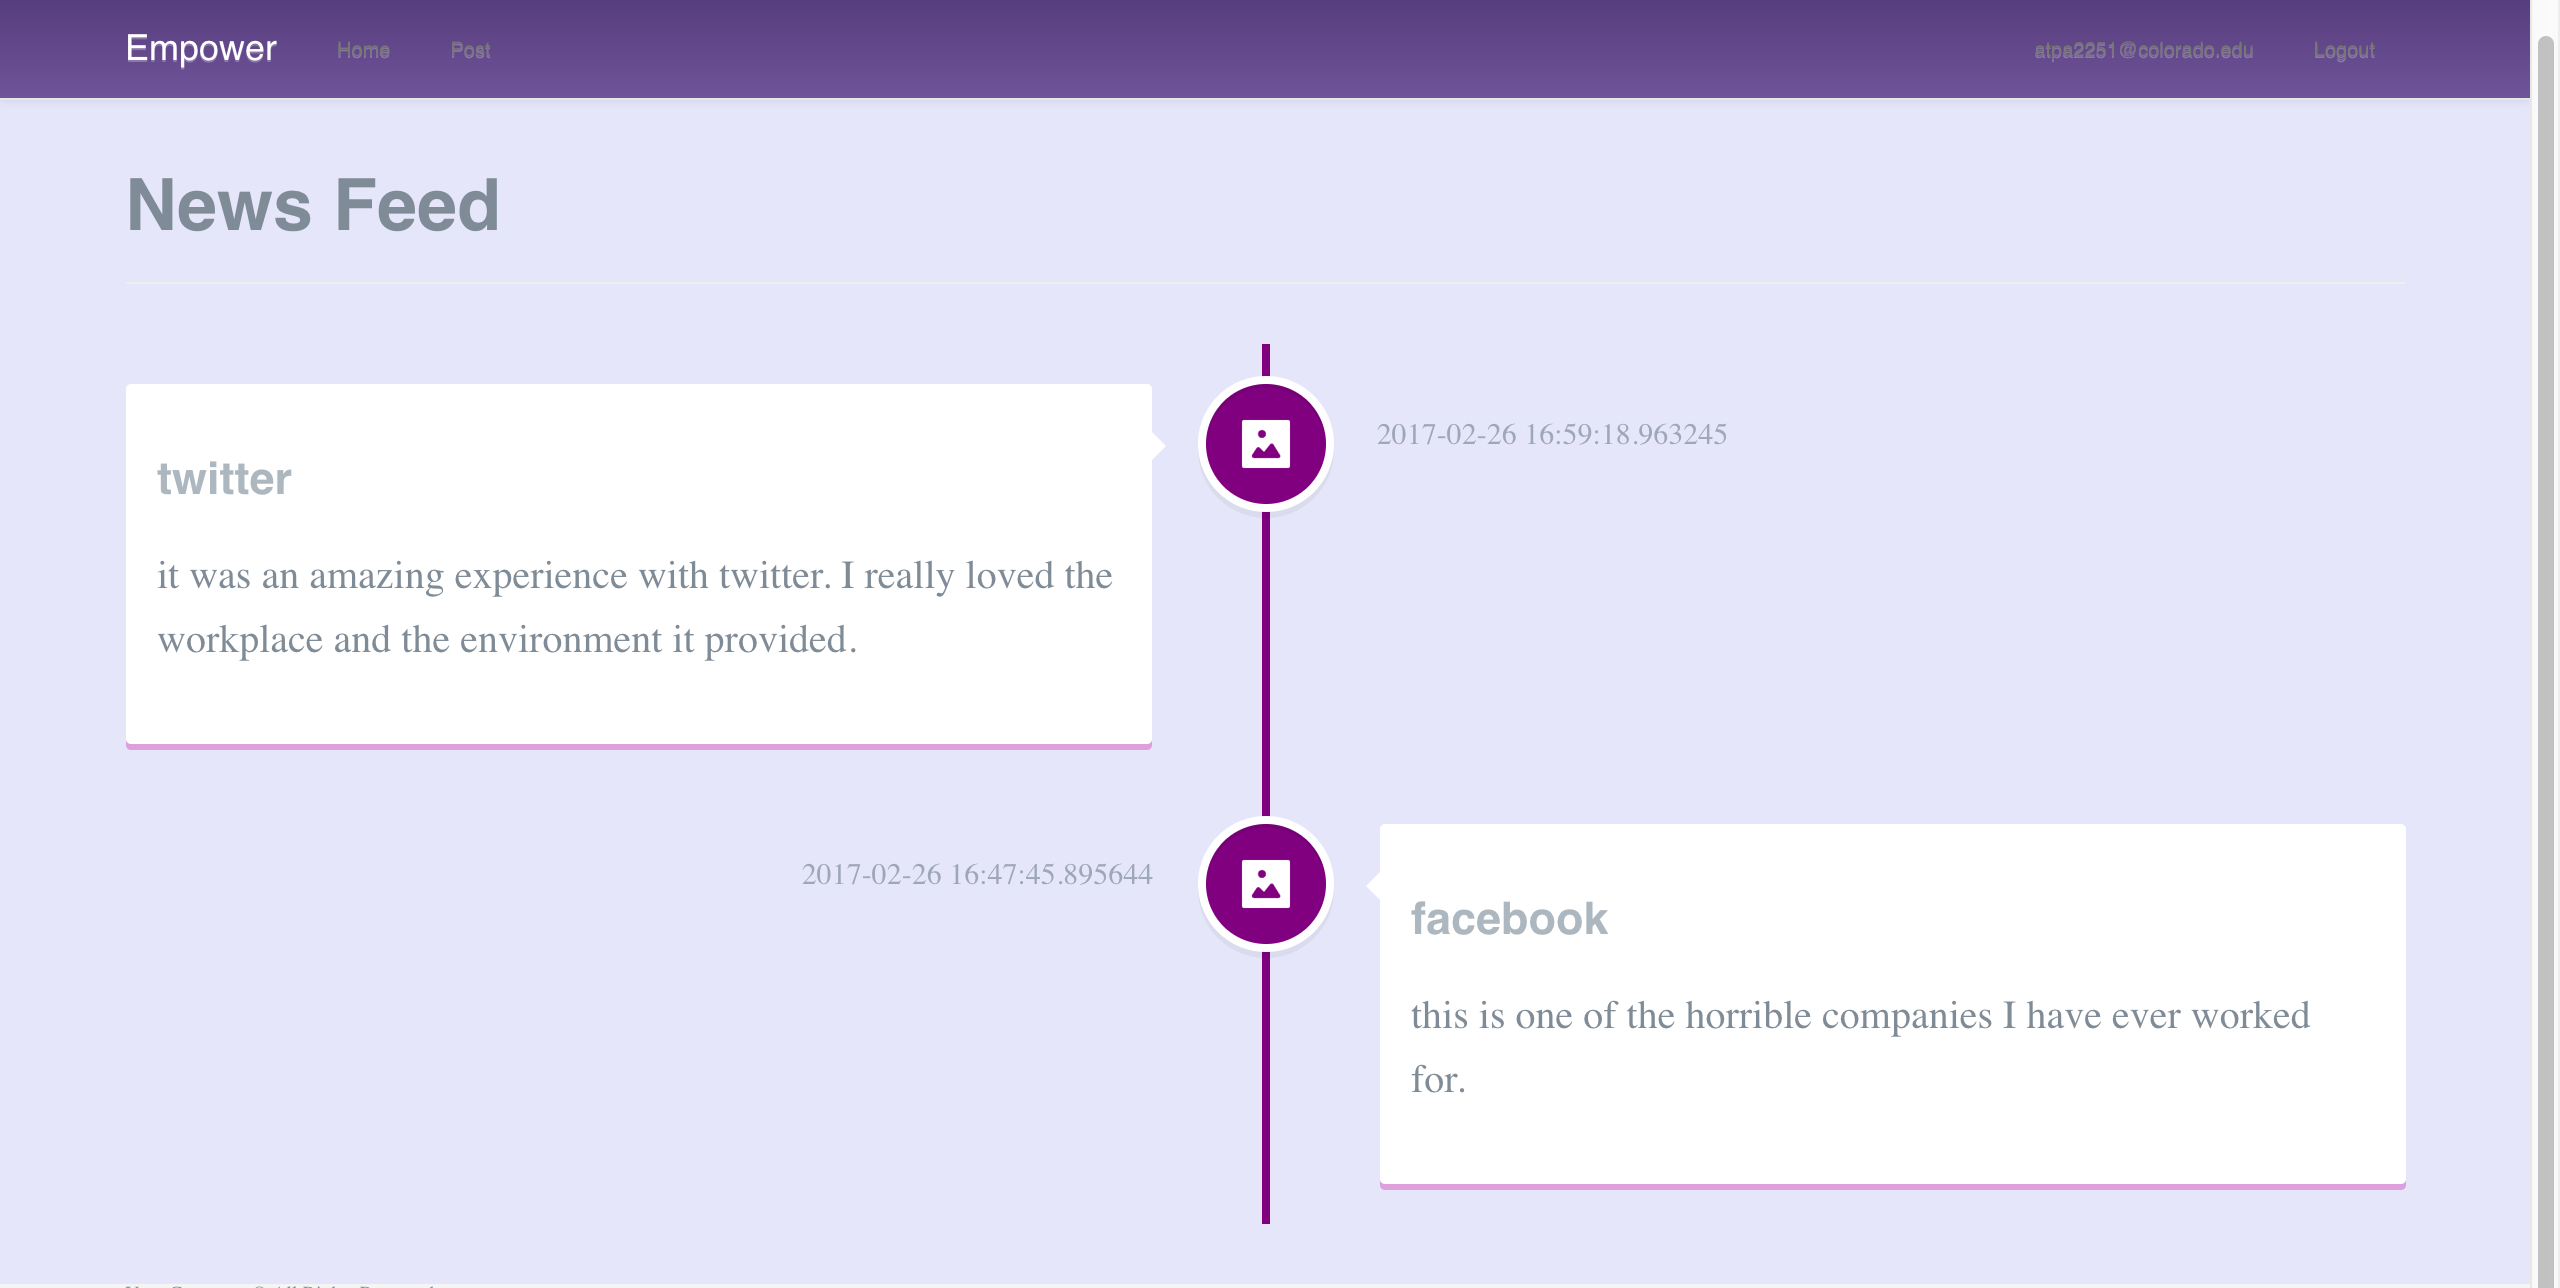 Empower Home Post atpa2251@colorado.edu Logout
News Feed
twitter
it was an amazing experience with twitter. I really loved the
workplace and the environment it provided.
2017-02-26 16:59:18.963245
2017-02-26 16:47:45.895644
facebook
this is one of the horrible companies I have ever worked
for.